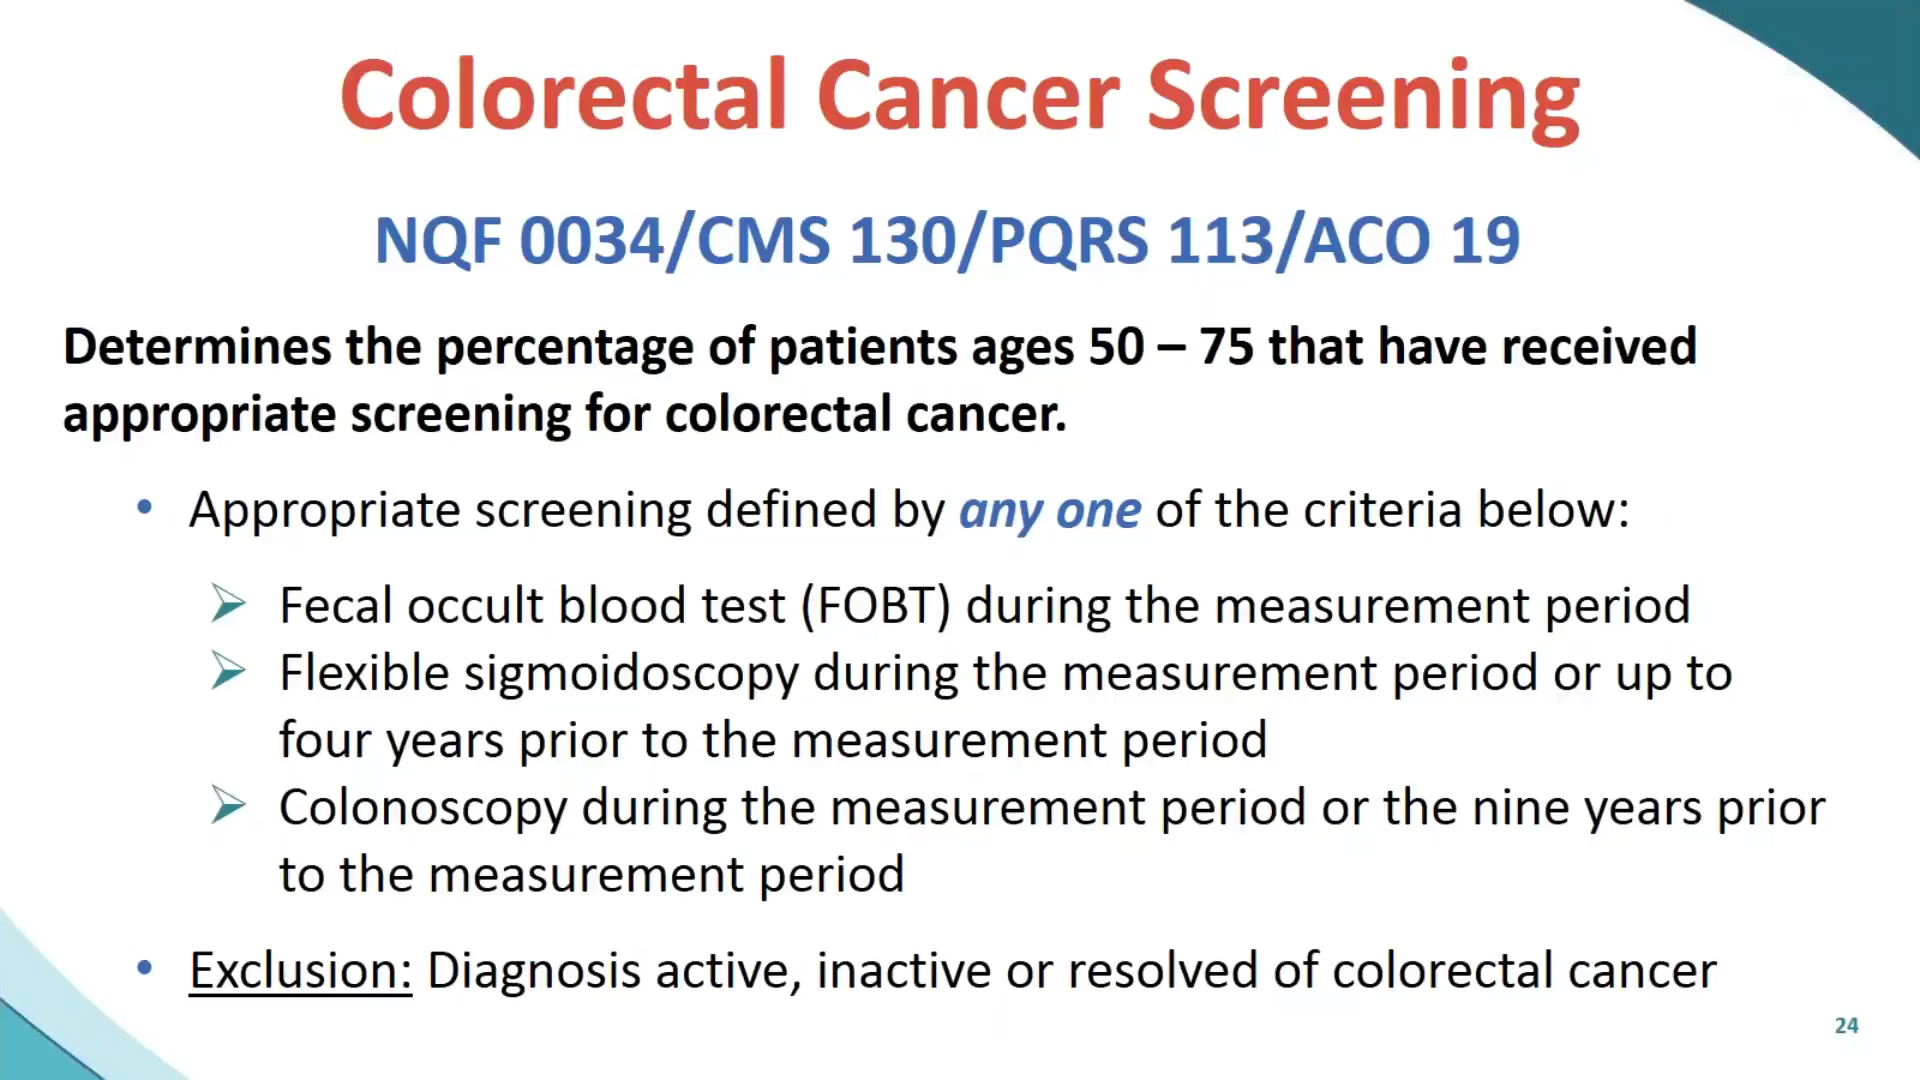 Colorectal Cancer Screening
NQF 0034/CMS 130/PQRS 113/ACO 19
Determines the percentage of patients ages 50 – 75 that have received
appropriate screening for colorectal cancer.
• Appropriate screening defined by any one of the criteria below:
➢ Fecal occult blood test (FOBT) during the measurement period
➢ Flexible sigmoidoscopy during the measurement period or up to
four years prior to the measurement period
➢ Colonoscopy during the measurement period or the nine years prior
to the measurement period
• Exclusion: Diagnosis active, inactive or resolved of colorectal cancer
24